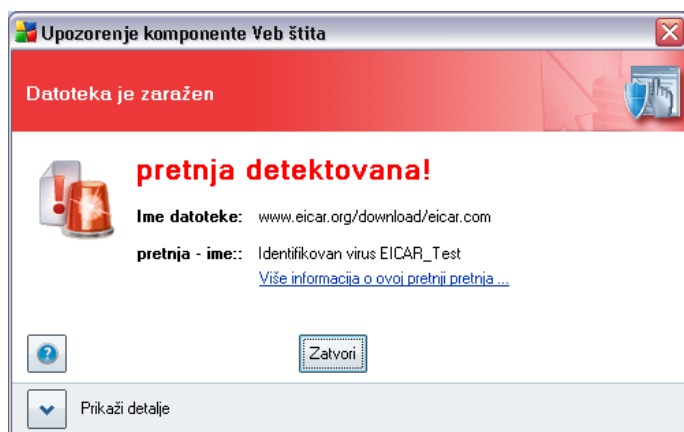 Upozorenje komponente Veb štita
Datoteka je zaražen
pretnja detektovana!
Ime datoteke: www.eicar.org/download/eicar.com
pretnja - ime:: Identifikovan virus EICAR_Test
Više informacija o ovoj pretnji pretnja ...
Zatvori
Prikaži detalje